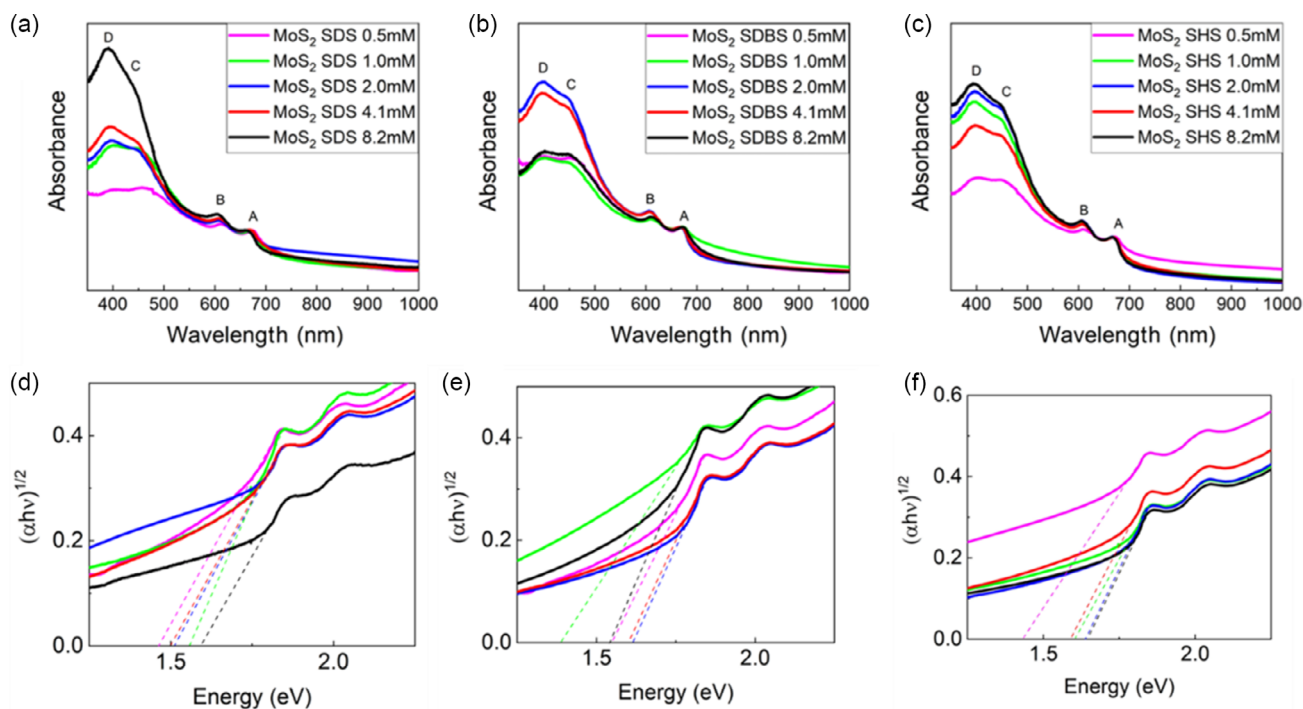 (a)
D
C
B
A
MoS2 SDS 0.5mM
MoS2 SDS 1.0mM
MoS2 SDS 2.0mM
MoS2 SDS 4.1mM
MoS2 SDS 8.2mM
Absorbance
400 500 600 700 800 900 1000
Wavelength (nm)
(b)
D
C
B
A
MoS2 SDBS 0.5mM
MoS2 SDBS 1.0mM
MoS2 SDBS 2.0mM
MoS2 SDBS 4.1mM
MoS2 SDBS 8.2mM
Absorbance
400 500 600 700 800 900 1000
Wavelength (nm)
(c)
D
C
B
A
MoS2 SHS 0.5mM
MoS2 SHS 1.0mM
MoS2 SHS 2.0mM
MoS2 SHS 4.1mM
MoS2 SHS 8.2mM
Absorbance
400 500 600 700 800 900 1000
Wavelength (nm)
(d)
(αhν)1/2
0.4
0.2
0.0
1.5 2.0
Energy (eV)
(e)
(αhν)1/2
0.4
0.2
0.0
1.5 2.0
Energy (eV)
(f)
(αhν)1/2
0.6
0.4
0.2
0.0
1.5 2.0
Energy (eV)